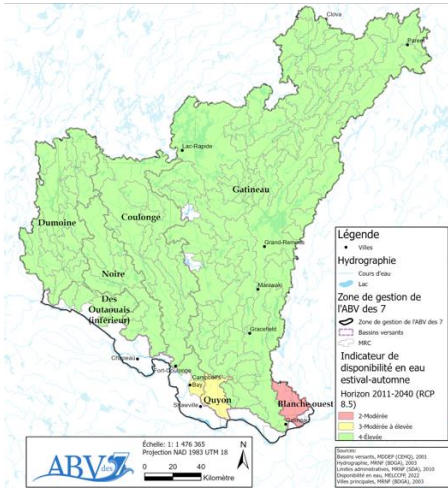 Clova
Parent
Lac-Rapide
Gatineau
Dumoine
Coulonge
Grand-Remous
Noire
Maniwaki
Des
Outaouais
(inférieur)
Gracefield
Chapeau
Fort-Coulonge
Campbell's
Bay
Quyon
Shawville
Blanche ouest
Gatineau
Légende
Villes
Hydrographie
Cours d'eau
Lac
Zone de gestion de
l'ABV des 7
Zone de gestion de l'ABV des 7
Bassins versants
MRC
Indicateur de
disponibilité en eau
estival-automne
Horizon 2011-2040 (RCP
8.5)
2-Modérée
3-Modérée à élevée
4-Élevée
ABV des 7
Échelle: 1: 1 476 365
Projection NAD 1983 UTM 18
N
0 20 40
Kilomètre
Sources:
Bassins versants, MDDEP (CEHQ), 2001
Hydrographie, MRNF (BDGA), 2003
Limites administratives, MRNF (SDA), 2010
Disponibilité en eau, MELCCFP, 2022
Villes principales, MRNF (BDGA), 2003